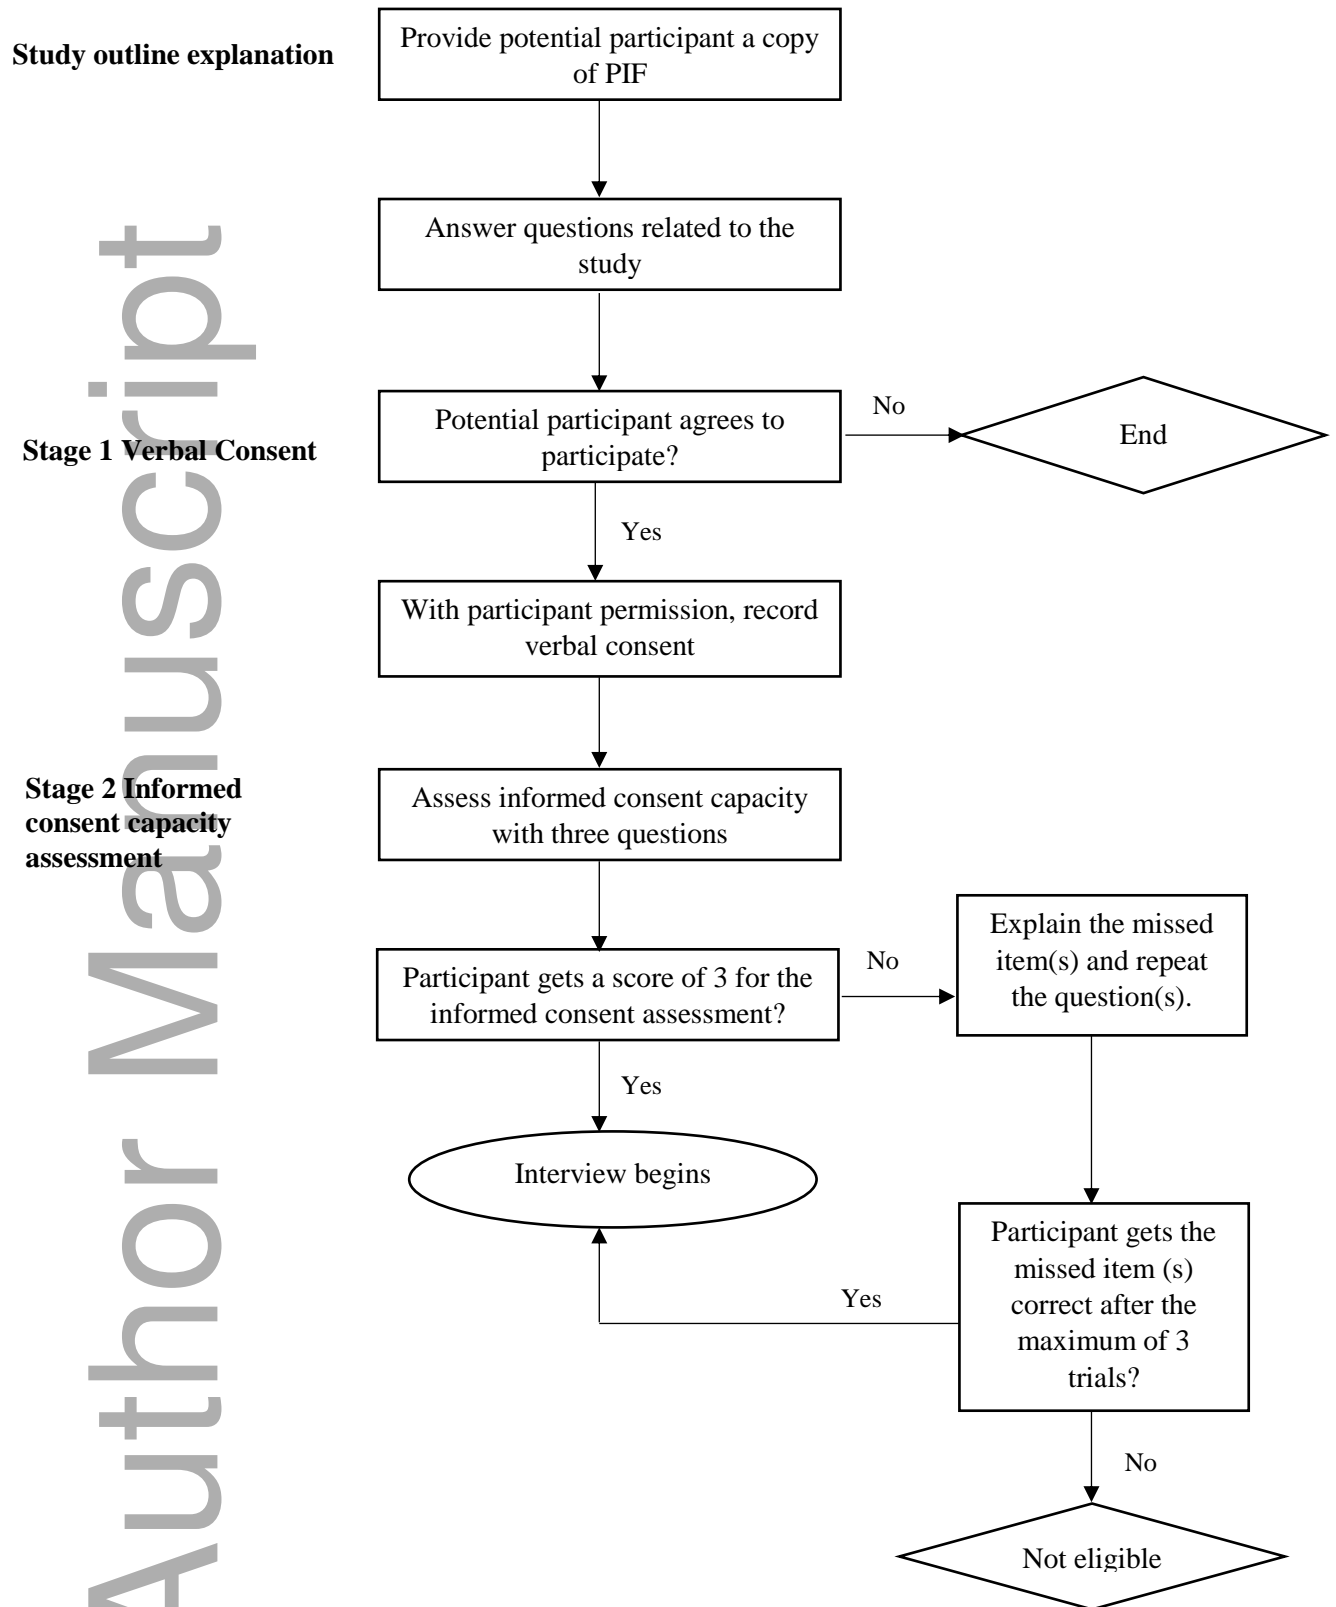 Study outline explanation
Provide potential participant a copy
of PIF
Answer questions related to the
study
Stage 1 Verbal Consent
Potential participant agrees to
participate?
No
End
Yes
With participant permission, record
verbal consent
Stage 2 Informed
consent capacity
assessment
Assess informed consent capacity
with three questions
Participant gets a score of 3 for the
informed consent assessment?
No
Explain the missed
item(s) and repeat
the question(s).
Yes
Interview begins
Participant gets the
missed item (s)
correct after the
maximum of 3
trials?
Yes
No
Not eligible
Author Manuscript